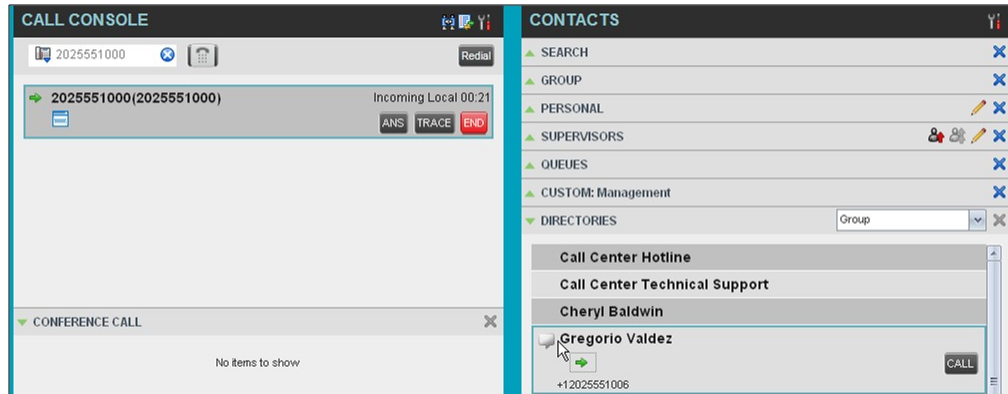 CALL CONSOLE
2025551000
Redial
2025551000(2025551000)
Incoming Local 00:21
ANS TRACE END
CONFERENCE CALL
No items to show
CONTACTS
SEARCH
GROUP
PERSONAL
SUPERVISORS
QUEUES
CUSTOM: Management
DIRECTORIES Group
Call Center Hotline
Call Center Technical Support
Cheryl Baldwin
Gregorio Valdez
CALL
+12025551006